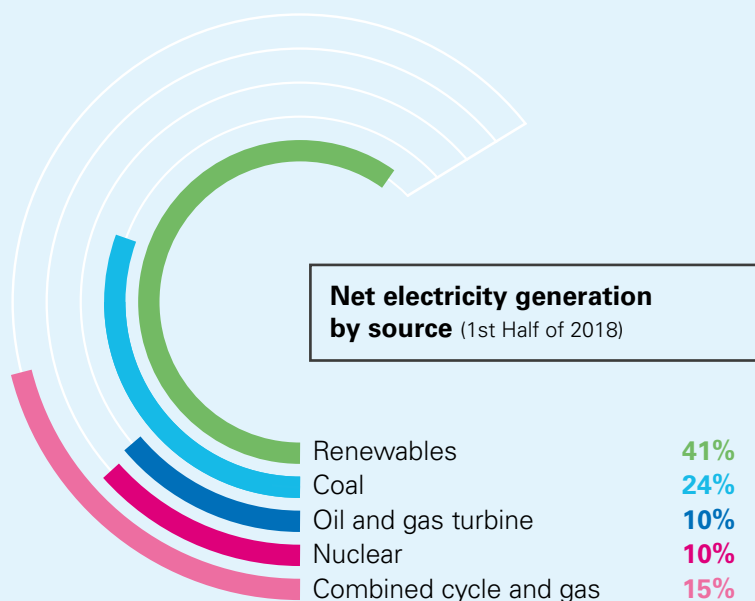 Net electricity generation
by source (1st Half of 2018)
Renewables 41%
Coal 24%
Oil and gas turbine 10%
Nuclear 10%
Combined cycle and gas 15%